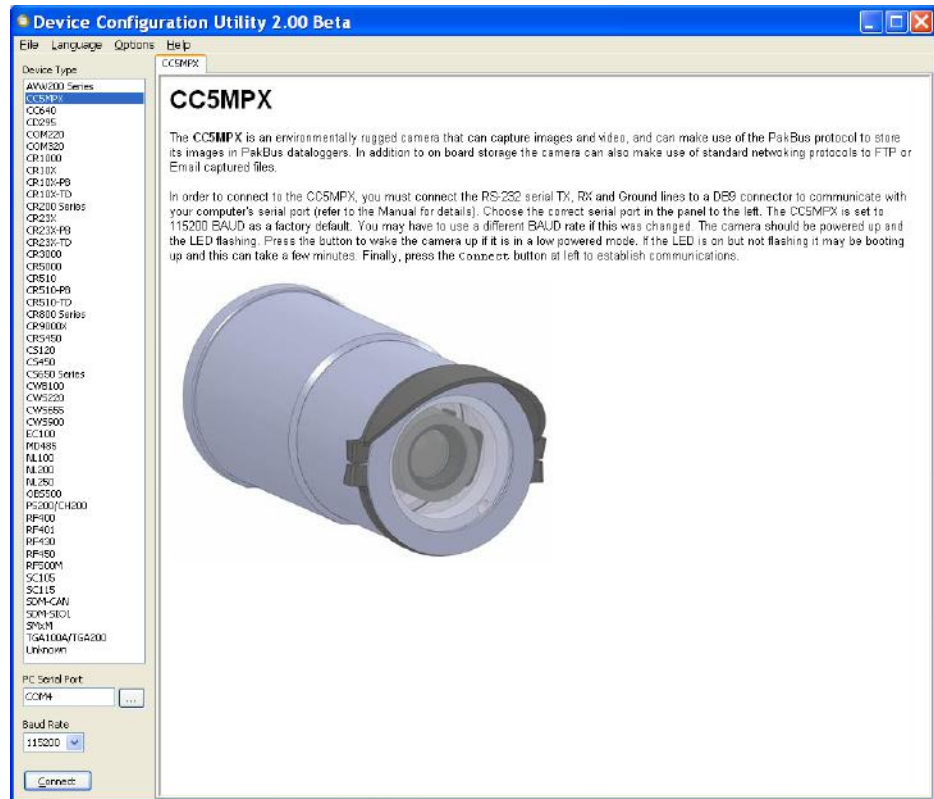 Device Configuration Utility 2.00 Beta
File Language Options Help
Device Type
CC5MPX
AVW200 Series
CC5MPX
CC640
CD295
COM220
COM320
CR1000
CR10X
CR10X-PB
CR10X-TD
CR200 Series
CR23X
CR23X-PB
CR23X-TD
CR3000
CR5000
CR510
CR510-PB
CR510-TD
CR800 Series
CR9000X
CRS450
CS120
CS450
CS650 Series
CWB100
CWS220
CWS655
CWS900
EC100
MD485
NL100
NL200
NL250
OBS500
PS200/CH200
RF400
RF401
RF430
RF450
RF500M
SC105
SC115
SDM-CAN
SDM-SIO1
SMxM
TGA100A/TGA200
Unknown
PC Serial Port
COM4
...
Baud Rate
115200
Connect
CC5MPX
The CC5MPX is an environmentally rugged camera that can capture images and video, and can make use of the PakBus protocol to store
its images in PakBus dataloggers. In addition to on board storage the camera can also make use of standard netwoking protocols to FTP or
Email captured files.
In order to connect to the CC5MPX, you must connect the RS-232 serial TX, RX and Ground lines to a DB9 connector to communicate with
your computer's serial port (refer to the Manual for details). Choose the correct serial port in the panel to the left. The CC5MPX is set to
115200 BAUD as a factory default. You may have to use a different BAUD rate if this was changed. The camera should be powered up and
the LED flashing. Press the button to wake the camera up if it is in a low powered mode. If the LED is on but not flashing it may be booting
up and this can take a few minutes. Finally, press the Connect button at left to establish communications.